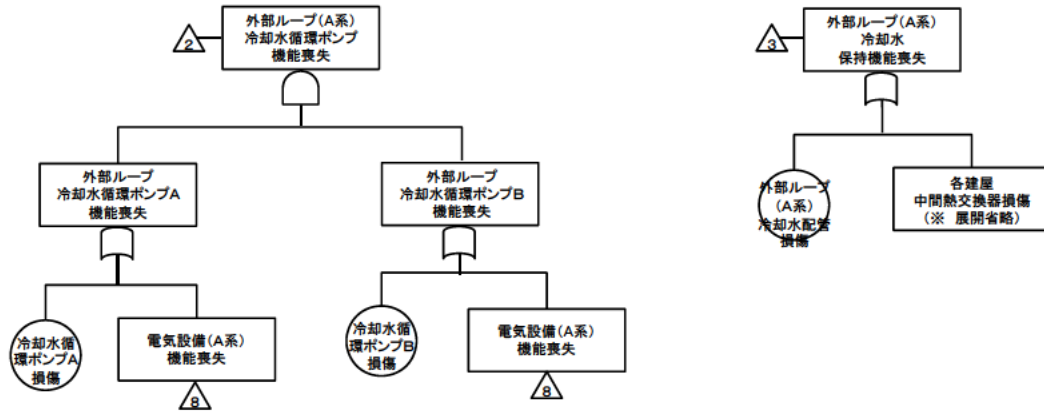 2
外部ループ(A系)
冷却水循環ポンプ
機能喪失
外部ループ
冷却水循環ポンプA
機能喪失
外部ループ
冷却水循環ポンプB
機能喪失
冷却水循
環ポンプA
損傷
電気設備(A系)
機能喪失
8
冷却水循
環ポンプB
損傷
電気設備(A系)
機能喪失
8
3
外部ループ(A系)
冷却水
保持機能喪失
外部ループ
(A系)
冷却水配管
損傷
各建屋
中間熱交換器損傷
(※ 展開省略)